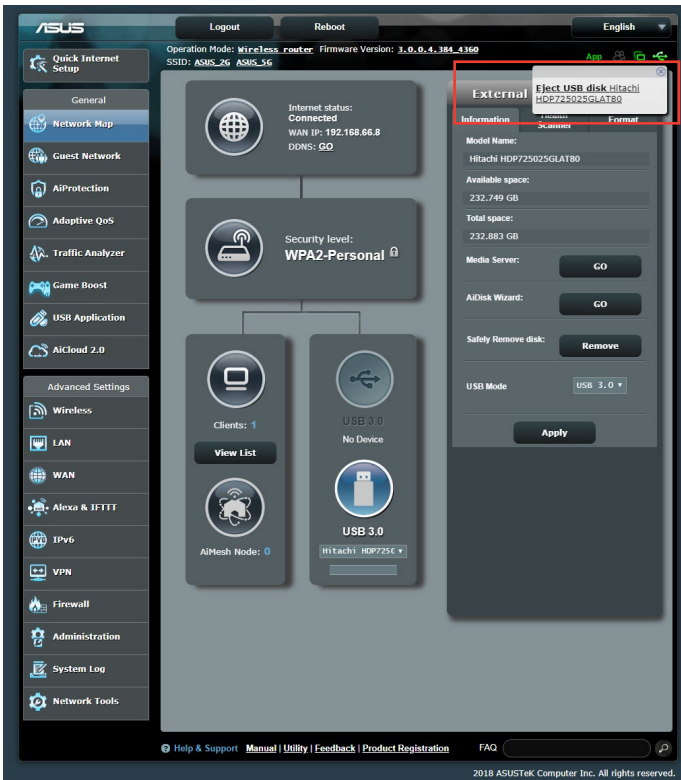 ASUS
Logout
Reboot
English
Quick Internet
Setup
Operation Mode: Wireless router Firmware Version: 3.0.0.4.384_4360
SSID: ASUS_2G ASUS_5G
App
General
Network Map
Guest Network
AiProtection
Adaptive QoS
Traffic Analyzer
Game Boost
USB Application
AiCloud 2.0
Advanced Settings
Wireless
LAN
WAN
Alexa & IFTTT
IPv6
VPN
Firewall
Administration
System Log
Network Tools
Internet status:
Connected
WAN IP: 192.168.66.8
DDNS: GO
Security level:
WPA2-Personal
Clients: 1
View List
AiMesh Node: 0
USB 3.0
No Device
USB 3.0
Hitachi HDP725
External
Eject USB disk Hitachi
HDP725025GLAT80
Information
Health
Scanner
Format
Model Name:
Hitachi HDP725025GLAT80
Available space:
232.749 GB
Total space:
232.883 GB
Media Server:
GO
AiDisk Wizard:
GO
Safely Remove disk:
Remove
USB Mode
USB 3.0
Apply
Help & Support Manual | Utility | Feedback | Product Registration
FAQ
2018 ASUSTeK Computer Inc. All rights reserved.